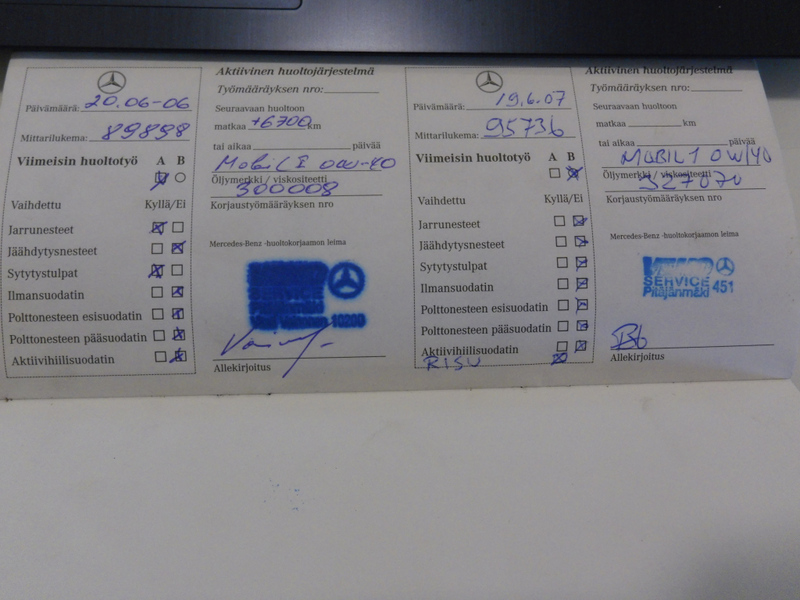 Päivämäärä: 20.06-06
Mittarilukema: 89898
Viimeisin huoltotyö A B
Vaihdettu Kyllä/Ei
Jarrunesteet
Jäähdytysnesteet
Sytytystulpat
Ilmansuodatin
Polttonesteen esisuodatin
Polttonesteen pääsuodatin
Aktiivihiilisuodatin
Aktiivinen huoltojärjestelmä
Työmääräyksen nro:
Seuraavaan huoltoon
matkaa +6700 km
tai aikaa päivää
Mobil 1 0W-40
Öljymerkki / viskositeetti
300008
Korjaustyömääräyksen nro
Mercedes-Benz -huoltokorjaamon leima
SERVICE
Allekirjoitus
Päivämäärä: 19.6.07
Mittarilukema: 95736
Viimeisin huoltotyö A B
Vaihdettu Kyllä/Ei
Jarrunesteet
Jäähdytysnesteet
Sytytystulpat
Ilmansuodatin
Polttonesteen esisuodatin
Polttonesteen pääsuodatin
Aktiivihiilisuodatin
Aktiivinen huoltojärjestelmä
Työmääräyksen nro:
Seuraavaan huoltoon
matkaa km
tai aikaa päivää
MOBIL 1 0W/40
Öljymerkki / viskositeetti
327070
Korjaustyömääräyksen nro
Mercedes-Benz -huoltokorjaamon leima
SERVICE
Pitäjänmäki 451
Allekirjoitus